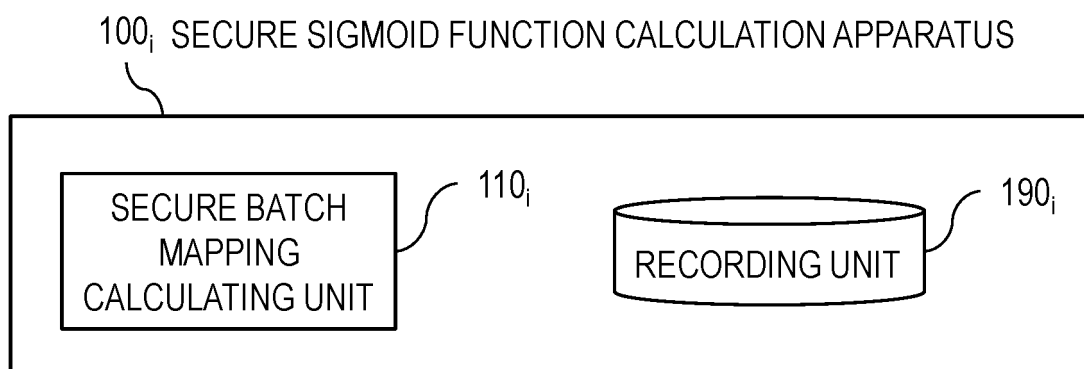 100i SECURE SIGMOID FUNCTION CALCULATION APPARATUS
SECURE BATCH
MAPPING
CALCULATING UNIT
110i
RECORDING UNIT
190i